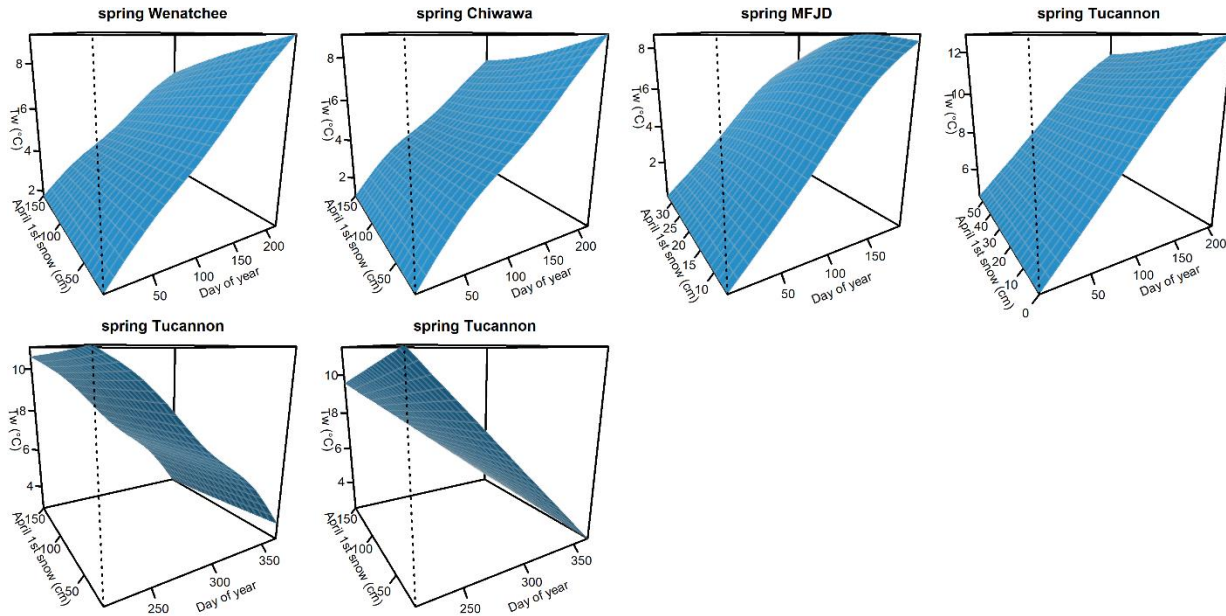 spring Wenatchee
8
6
4
2
Tw (°C)
150
100
50
April 1st snow (cm)
50
100
150
200
Day of year
spring Chiwawa
8
6
4
2
Tw (°C)
150
100
50
April 1st snow (cm)
50
100
150
200
Day of year
spring MFJD
8
6
4
2
Tw (°C)
30
25
20
15
10
April 1st snow (cm)
50
100
150
Day of year
spring Tucannon
12
10
8
6
Tw (°C)
50
40
30
20
10
0
April 1st snow (cm)
50
100
150
200
Day of year
spring Tucannon
10
8
6
4
Tw (°C)
150
100
50
April 1st snow (cm)
250
300
350
Day of year
spring Tucannon
10
8
6
4
Tw (°C)
150
100
50
April 1st snow (cm)
250
300
350
Day of year